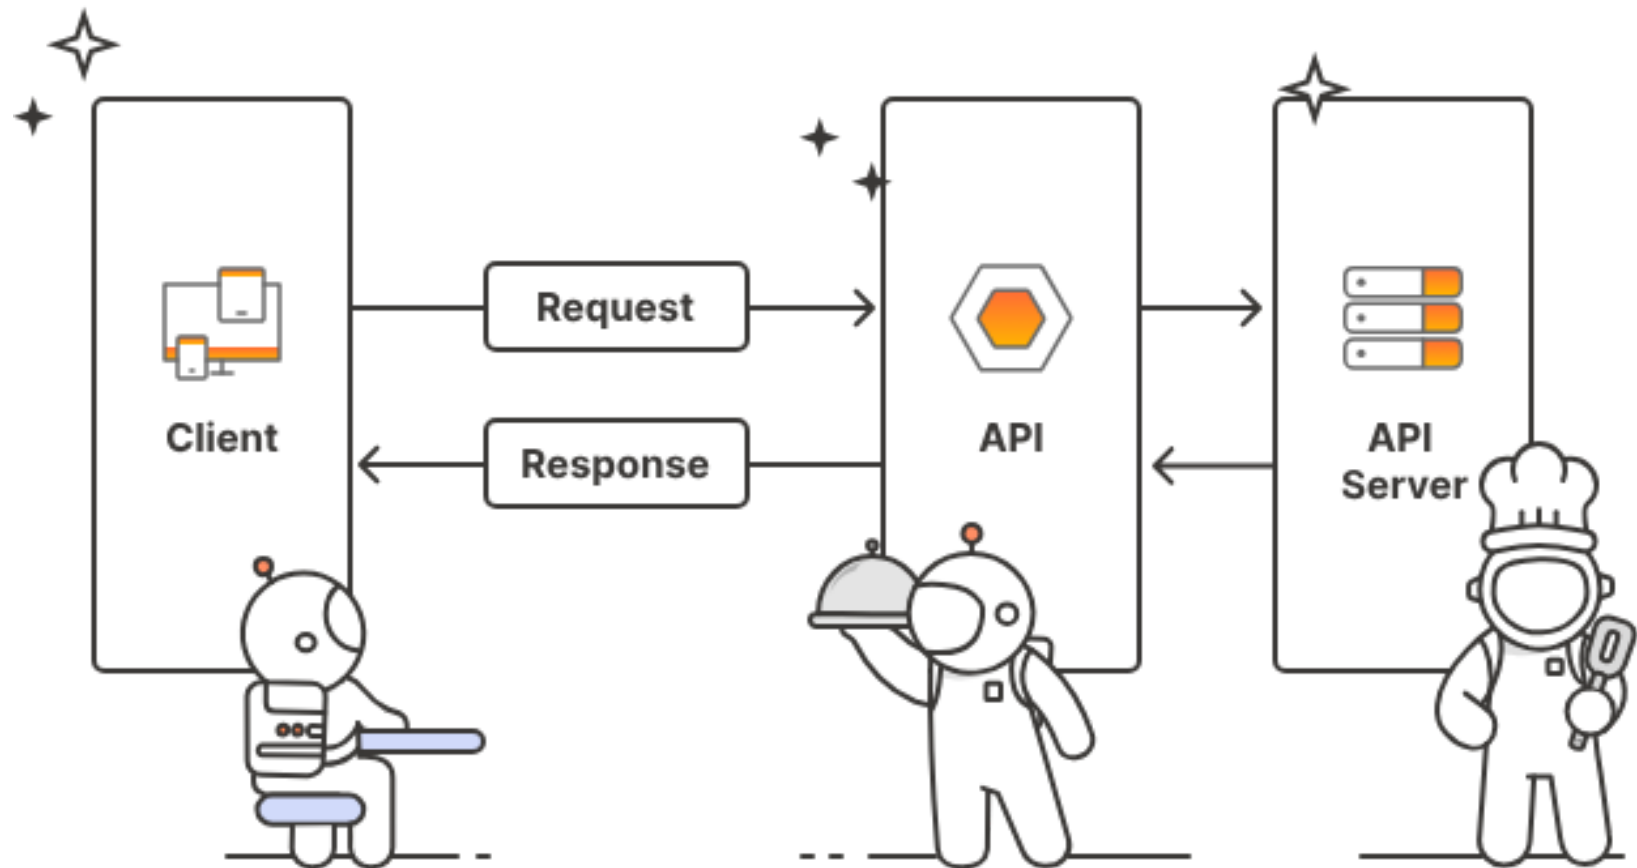 Request
Client
Response
API
API
Server